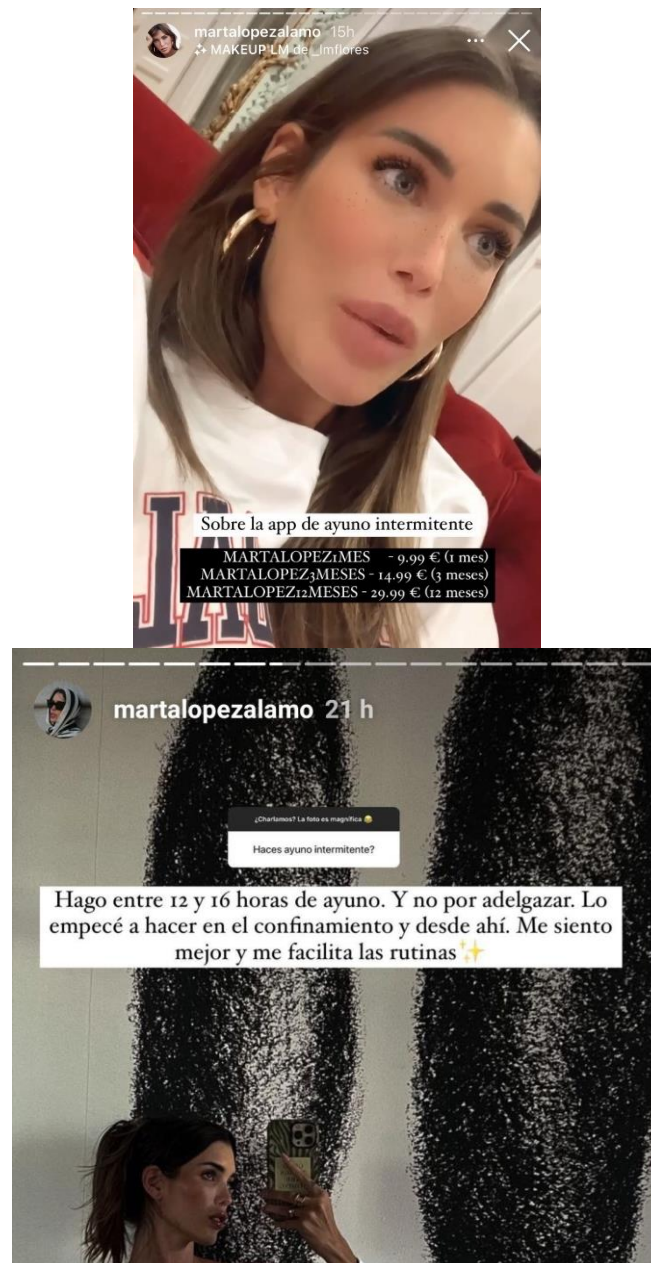 martalopezalamo 15h
MAKEUP LM de _lmflores
JA
Sobre la app de ayuno intermitente
MARTALOPEZ1MES - 9.99 € (1 mes)
MARTALOPEZ3MESES - 14.99 € (3 meses)
MARTALOPEZ12MESES - 29.99 € (12 meses)
martalopezalamo 21 h
¿Charlamos? La foto es magnífica 😂
Haces ayuno intermitente?
Hago entre 12 y 16 horas de ayuno. Y no por adelgazar. Lo
empecé a hacer en el confinamiento y desde ahí. Me siento
mejor y me facilita las rutinas✨